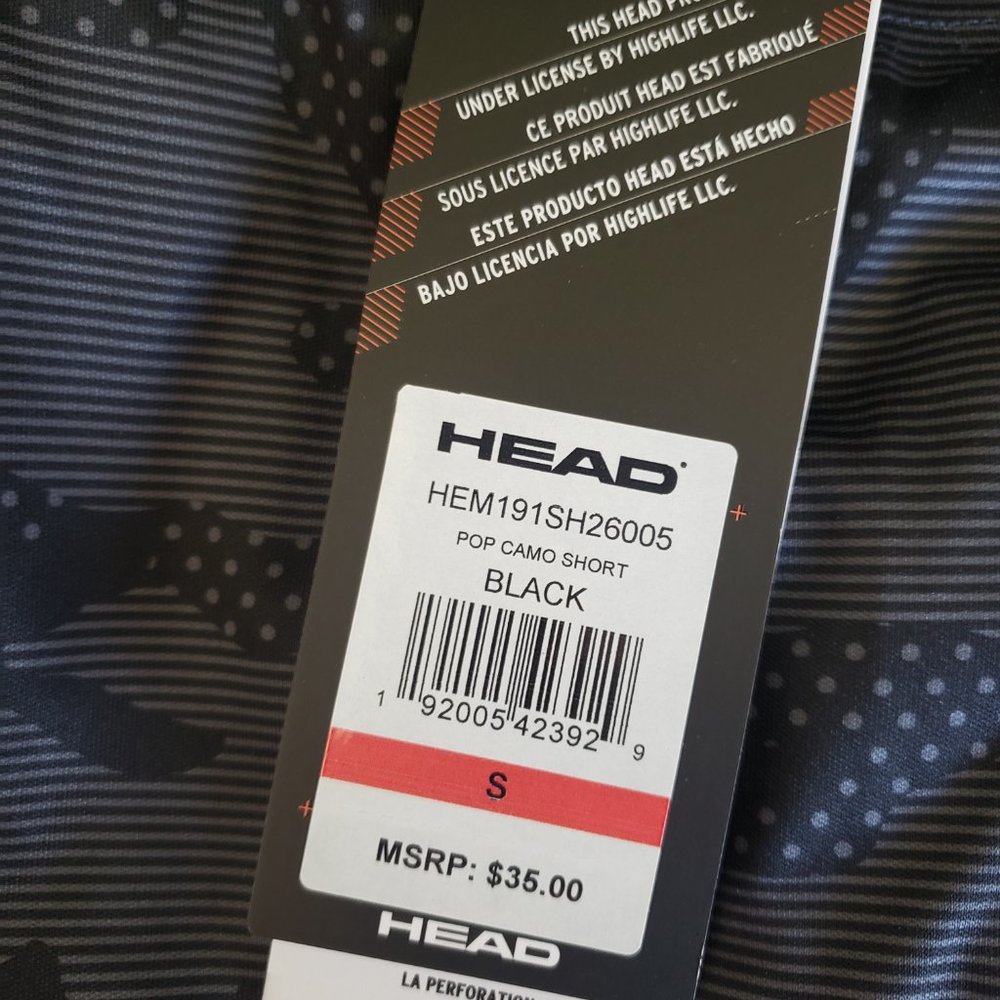 THIS HEAD
UNDER LICENSE BY HIGHLIFE LLC.
CE PRODUIT HEAD EST FABRIQUÉ
SOUS LICENCE PAR HIGHLIFE LLC.
ESTE PRODUCTO HEAD ESTÁ HECHO
BAJO LICENCIA POR HIGHLIFE LLC.
HEAD
HEM191SH26005
POP CAMO SHORT
BLACK
1 92005 42392 9
S
MSRP: $35.00
HEAD
LA PERFORATION